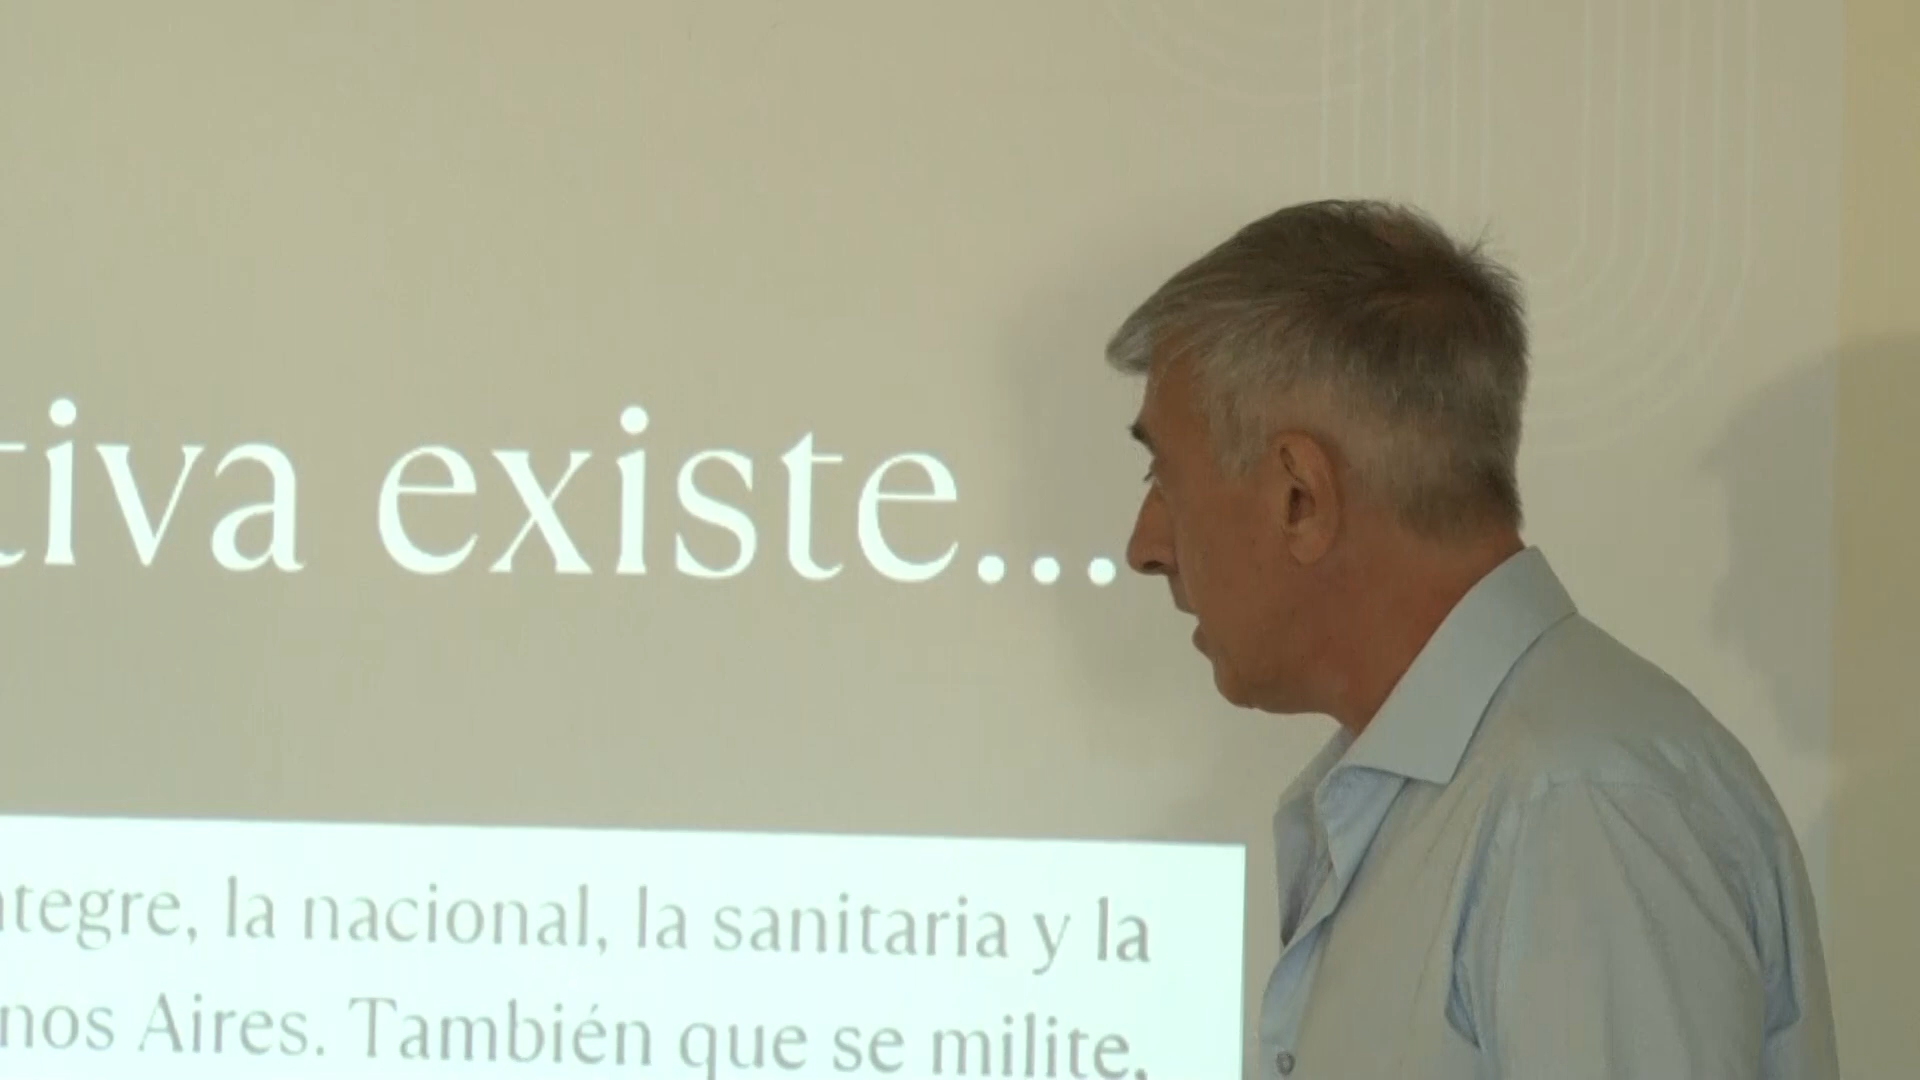 tiva existe...
ntegre, la nacional, la sanitaria y la
nos Aires. También que se milite,